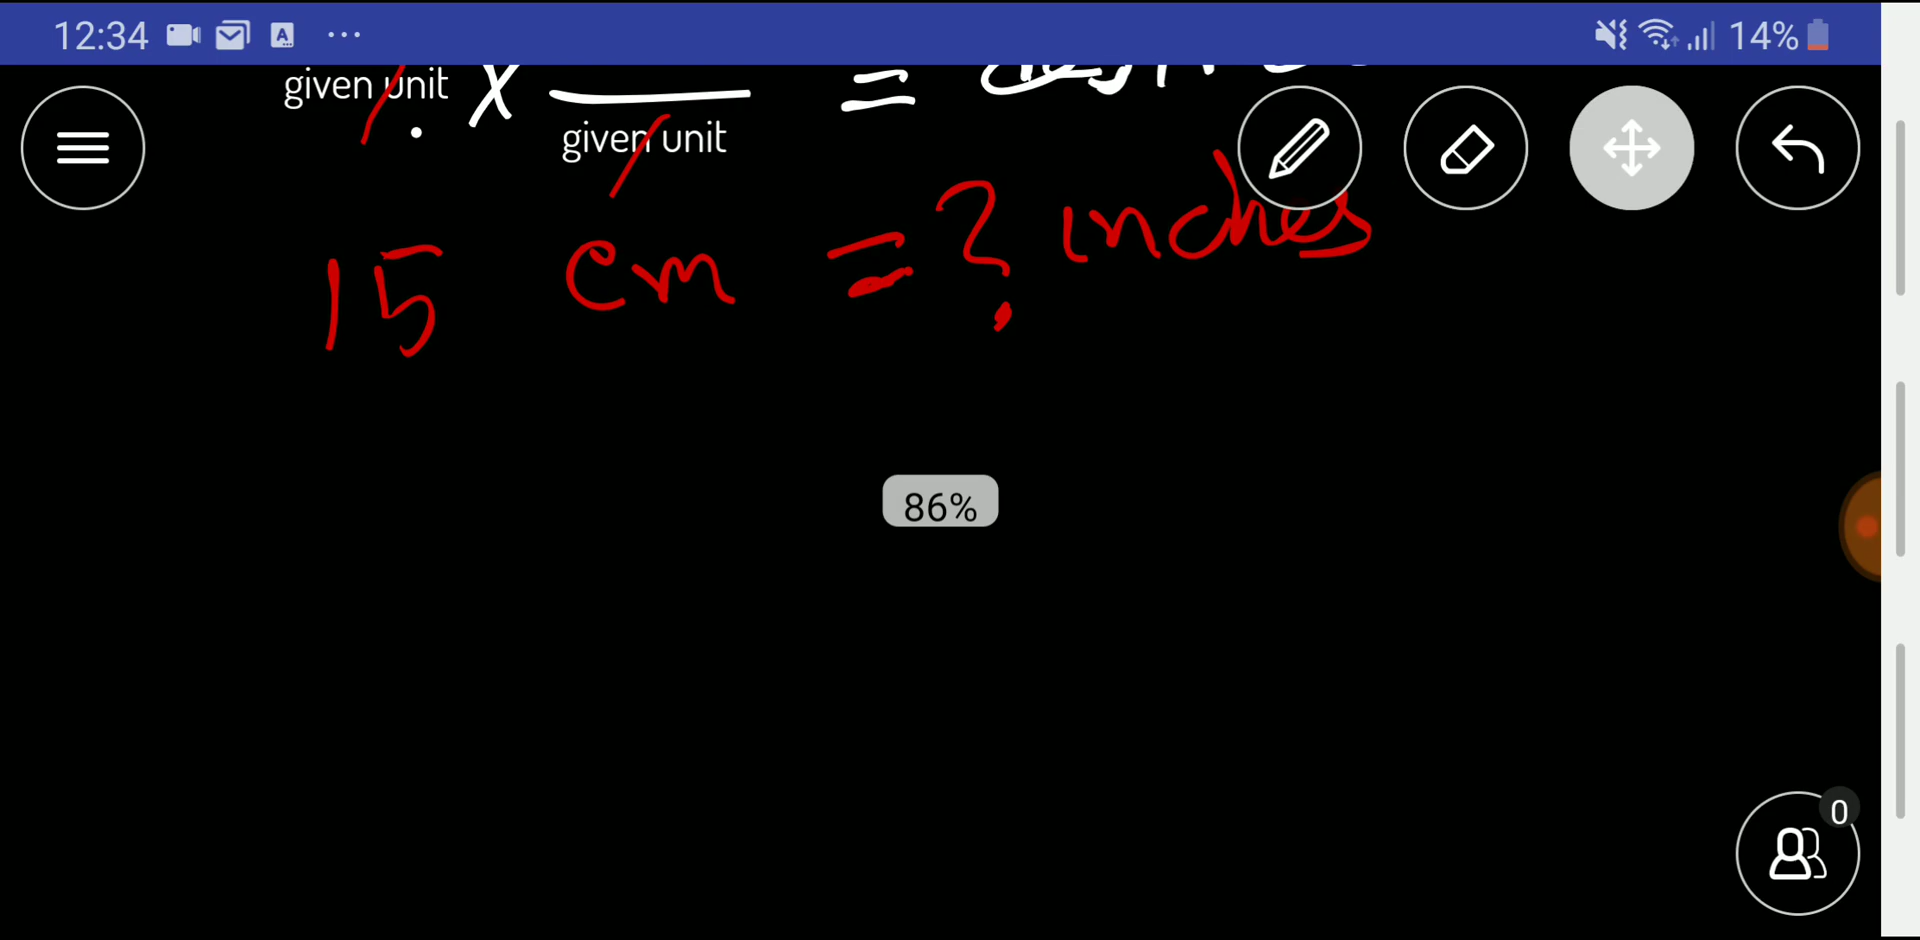 12:34 A ... 14%
given unit X =
given unit
15 cm = ? inches
86%
0